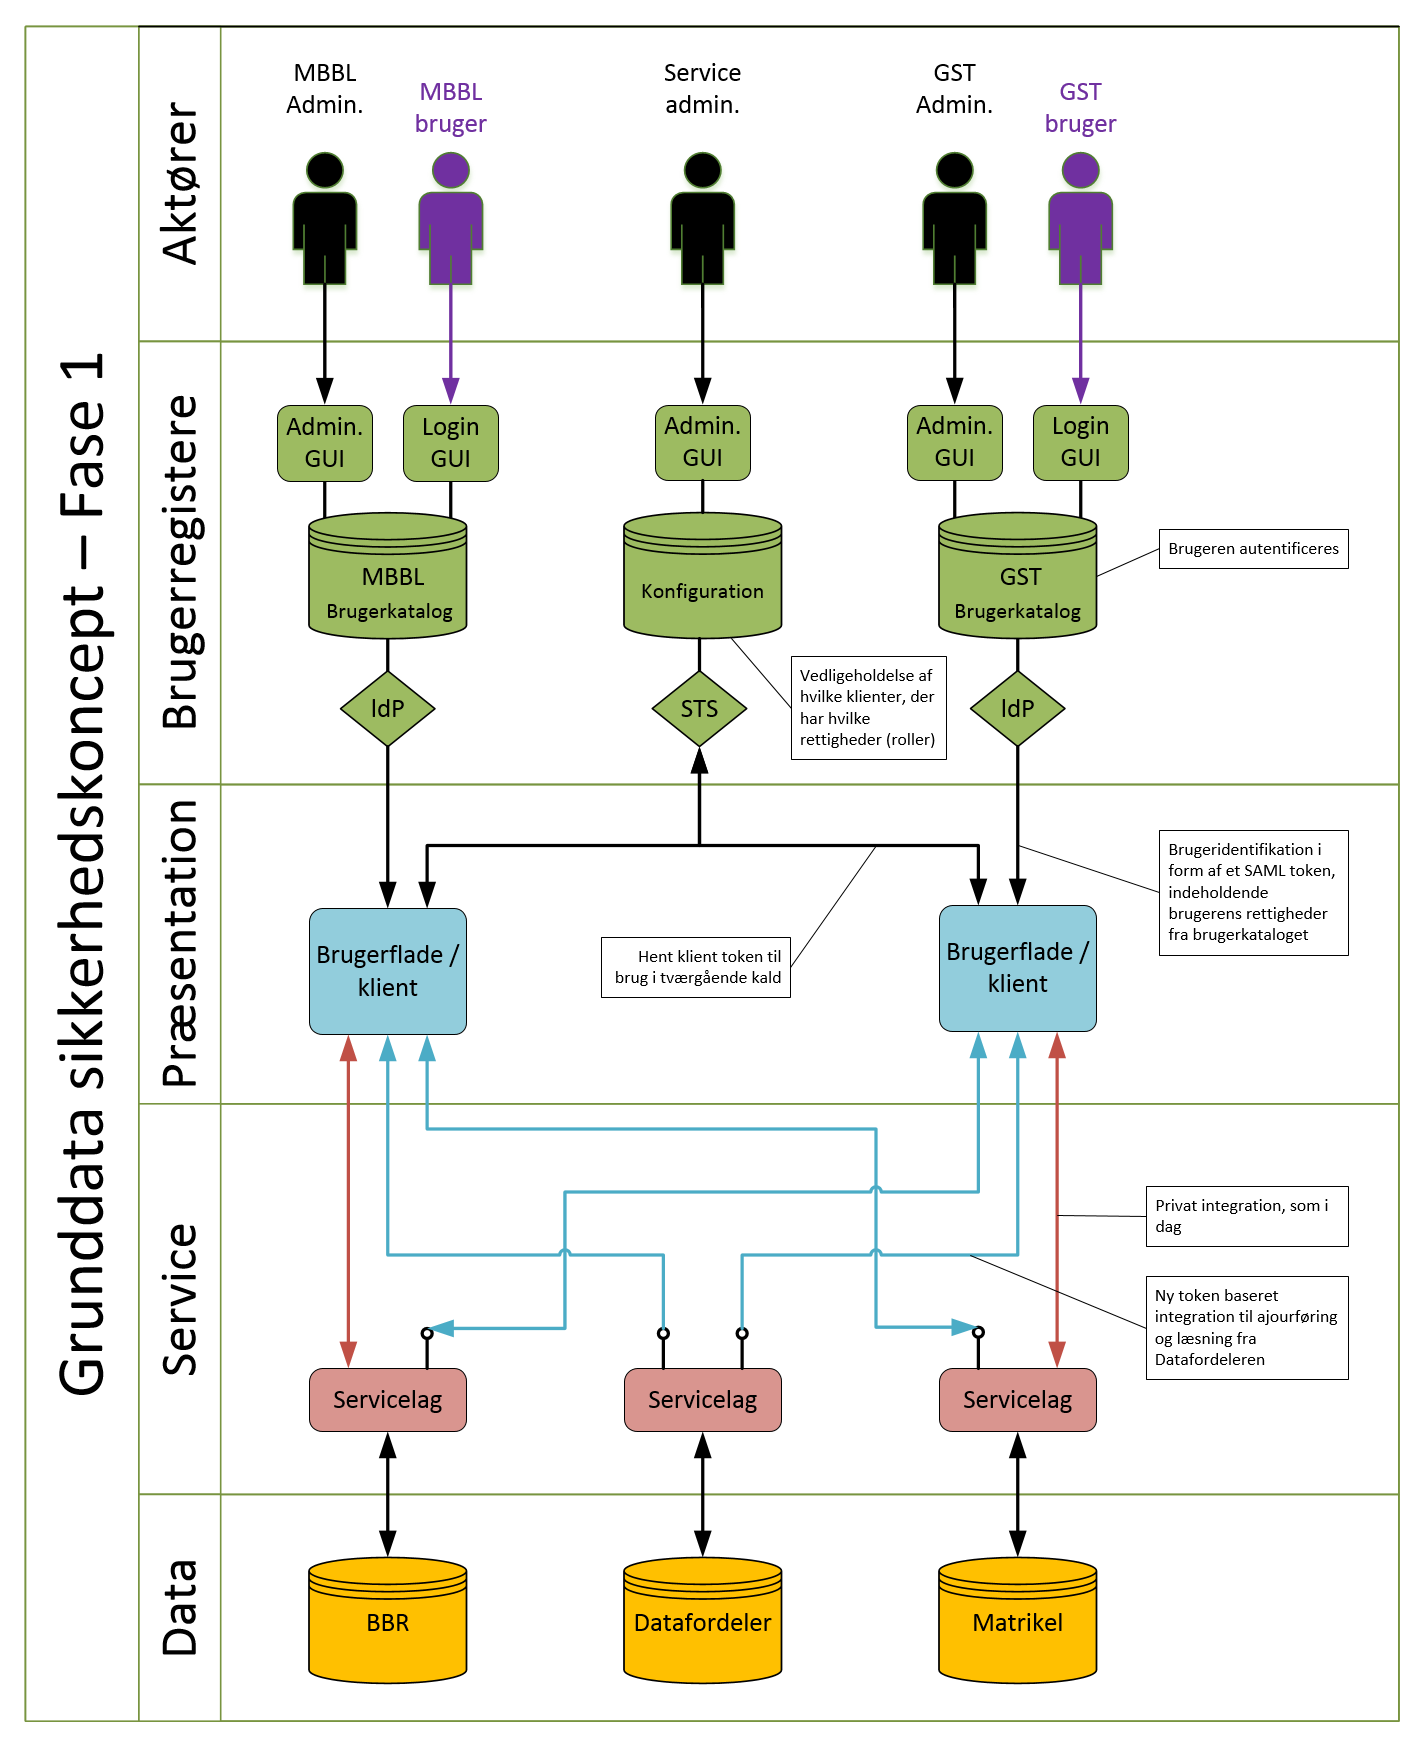 Grunddata sikkerhedskoncept – Fase 1
Aktører
MBBL
Admin.
MBBL
bruger
Service
admin.
GST
Admin.
GST
bruger
Brugerregistere
Admin.
GUI
Login
GUI
Admin.
GUI
Admin.
GUI
Login
GUI
MBBL
Brugerkatalog
Konfiguration
GST
Brugerkatalog
Brugeren autentificeres
IdP
STS
IdP
Vedligeholdelse af
hvilke klienter, der
har hvilke
rettigheder (roller)
Præsentation
Brugerflade /
klient
Hent klient token til
brug i tværgående kald
Brugerflade /
klient
Brugeridentifikation i
form af et SAML token,
indeholdende
brugerens rettigheder
fra brugerkataloget
Service
Privat integration, som i
dag
Ny token baseret
integration til ajourføring
og læsning fra
Datafordeleren
Servicelag
Servicelag
Servicelag
Data
BBR
Datafordeler
Matrikel